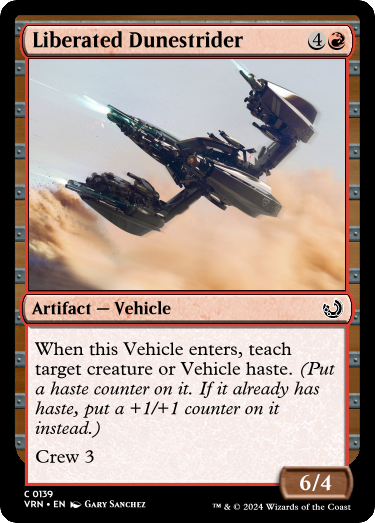 Liberated Dunestrider 4
Artifact — Vehicle
When this Vehicle enters, teach
target creature or Vehicle haste. (Put
a haste counter on it. If it already has
haste, put a +1/+1 counter on it
instead.)
Crew 3
6/4
C 0139
VRN • EN Gary Sanchez
™ & © 2024 Wizards of the Coast